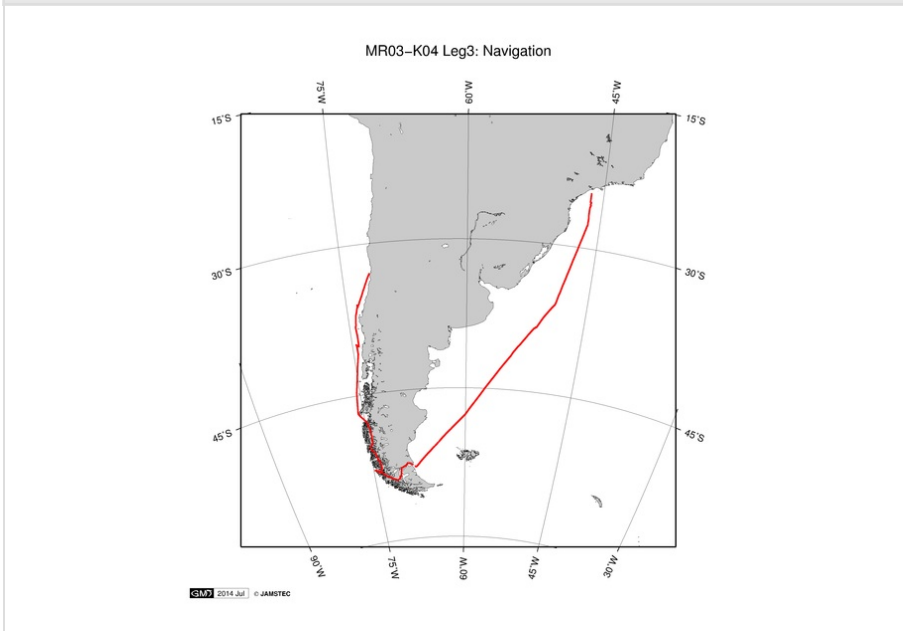 MR03−K04 Leg3: Navigation
75˚W 60˚W 45˚W
15˚S 15˚S
30˚S 30˚S
45˚S 45˚S
90˚W 75˚W 60˚W 45˚W 30˚W
GMT 2014 Jul © JAMSTEC